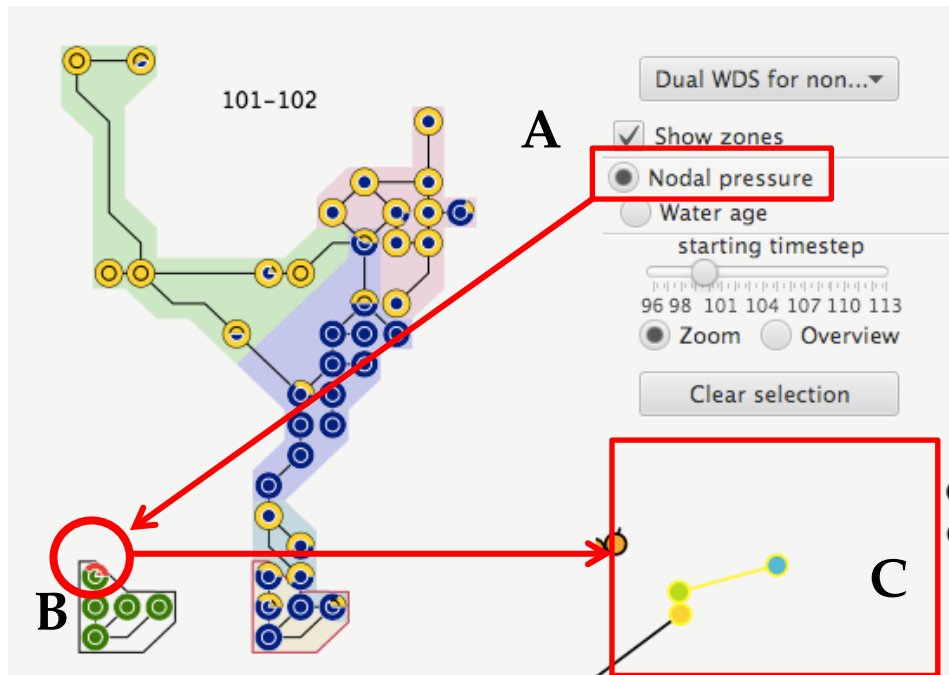 101-102
A
B
Dual WDS for non...
Show zones
Nodal pressure
Water age
starting timestep
96 98 101 104 107 110 113
Zoom Overview
Clear selection
C